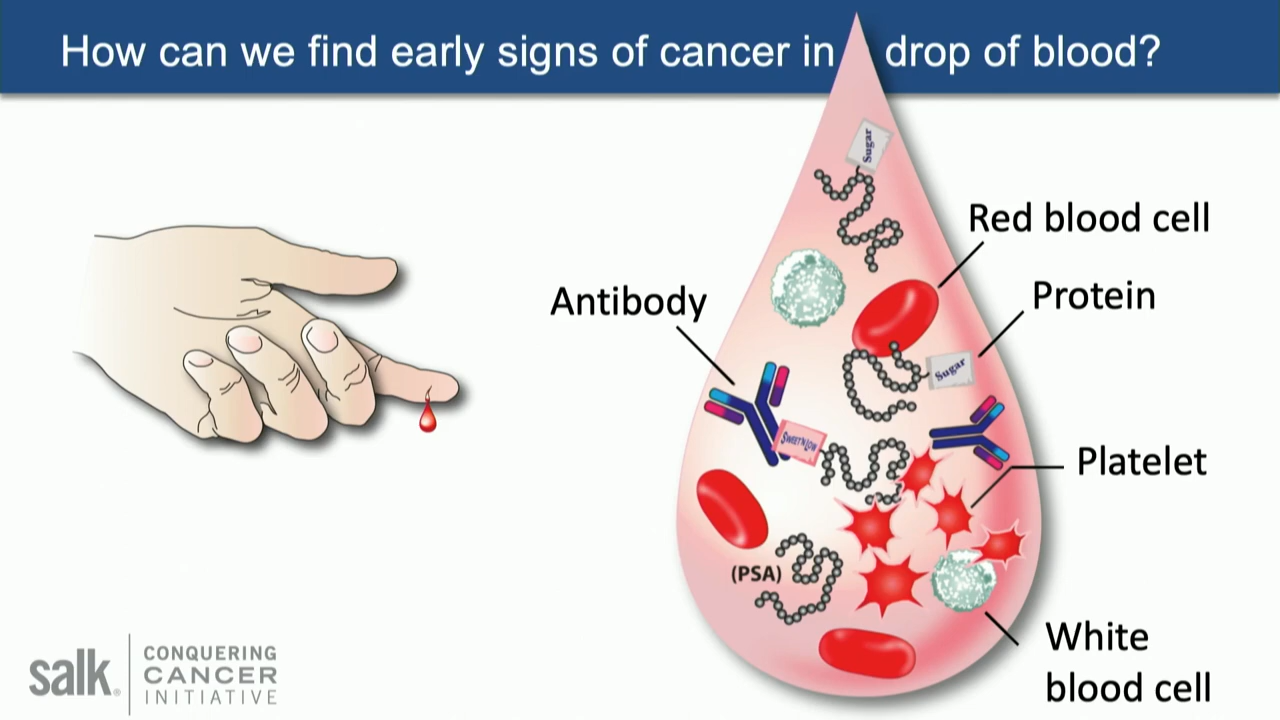 How can we find early signs of cancer in drop of blood?
Sugar
Red blood cell
Antibody
Protein
Sugar
SWEET'N LOW
Platelet
(PSA)
White
blood cell
salk
CONQUERING
CANCER
INITIATIVE